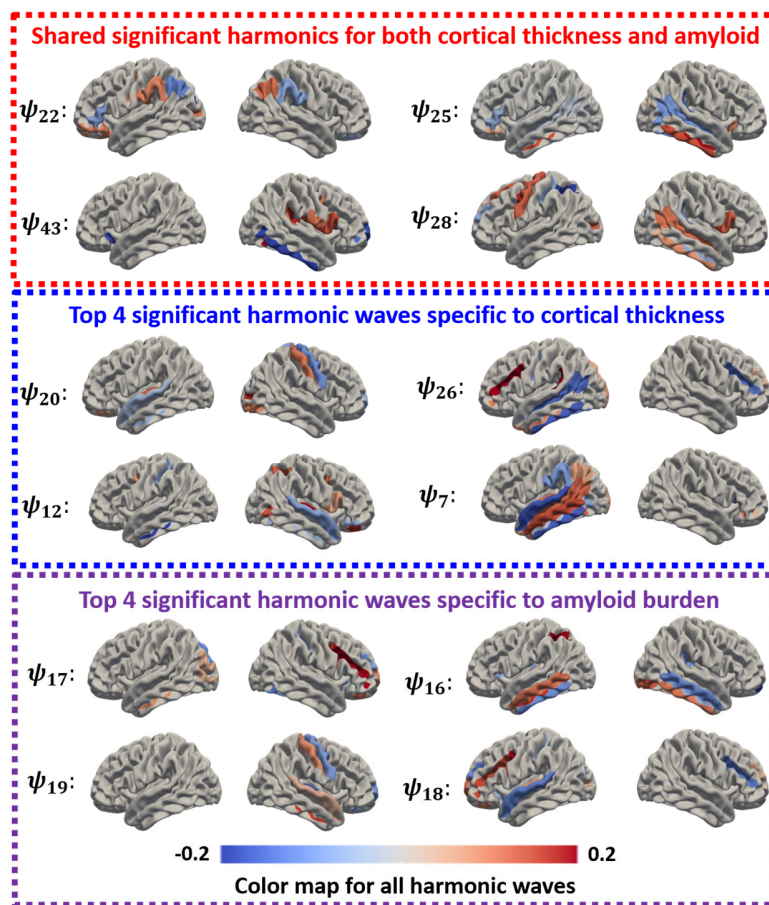 Shared significant harmonics for both cortical thickness and amyloid
ψ22: ψ25:
ψ43: ψ28:
Top 4 significant harmonic waves specific to cortical thickness
ψ20: ψ26:
ψ12: ψ7:
Top 4 significant harmonic waves specific to amyloid burden
ψ17: ψ16:
ψ19: ψ18:
-0.2 0.2
Color map for all harmonic waves